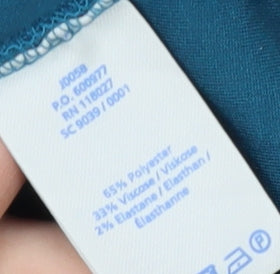 J0058
P.O. 600977
RN 118027
SC 9039 / 0001
65% Polyester
33% Viscose / Viskose
2% Elastane / Elasthan /
Élasthanne
P